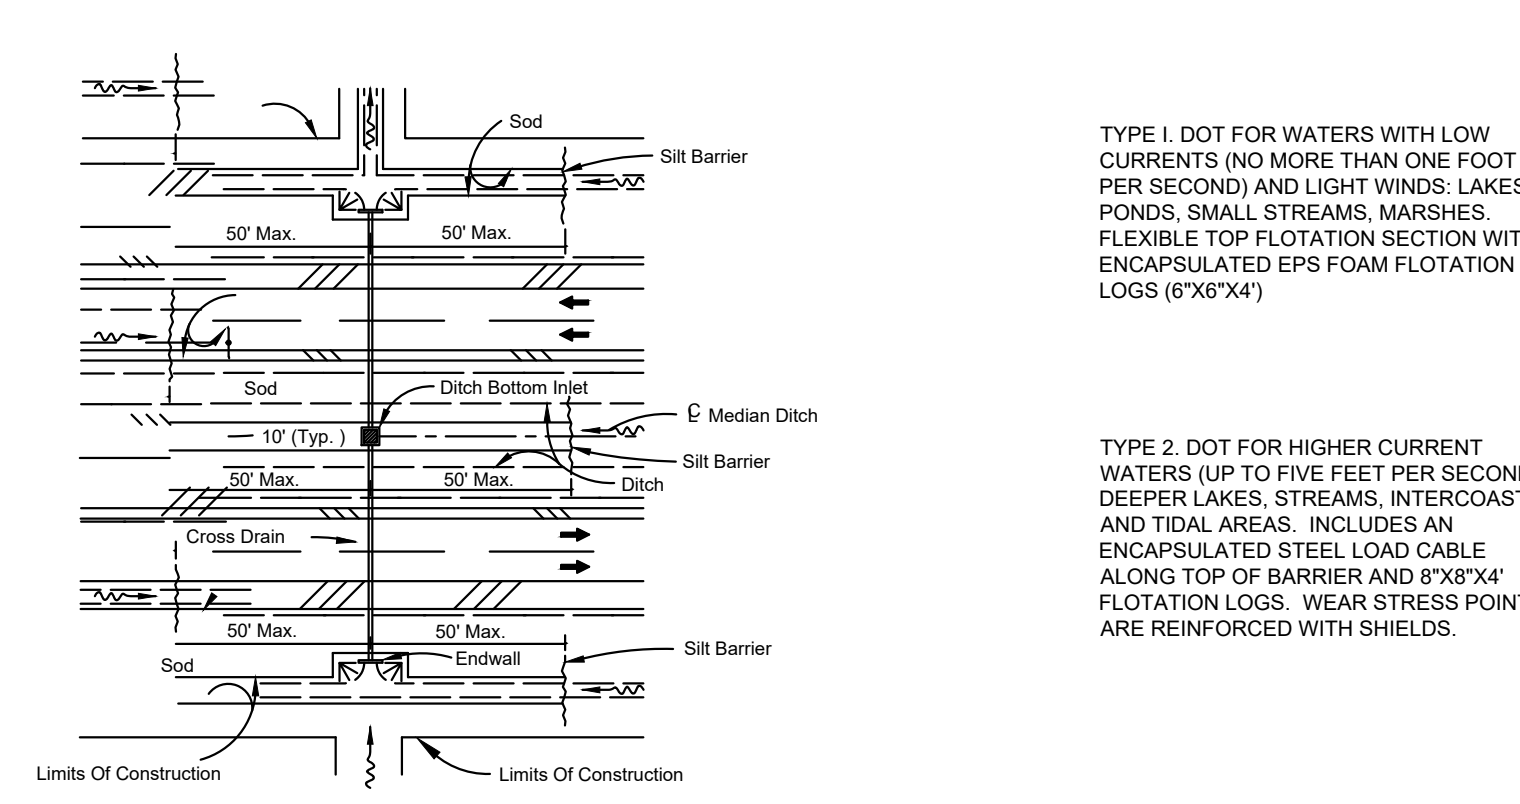 Sod
Silt Barrier
50' Max.
50' Max.
Sod
Ditch Bottom Inlet
℄ Median Ditch
10' (Typ. )
Silt Barrier
50' Max.
50' Max.
Ditch
Cross Drain
50' Max.
50' Max.
Silt Barrier
Endwall
Sod
Limits Of Construction
Limits Of Construction
TYPE I. DOT FOR WATERS WITH LOW
CURRENTS (NO MORE THAN ONE FOOT
PER SECOND) AND LIGHT WINDS: LAKES
PONDS, SMALL STREAMS, MARSHES.
FLEXIBLE TOP FLOTATION SECTION WIT
ENCAPSULATED EPS FOAM FLOTATION
LOGS (6"X6"X4')
TYPE 2. DOT FOR HIGHER CURRENT
WATERS (UP TO FIVE FEET PER SECON
DEEPER LAKES, STREAMS, INTERCOAST
AND TIDAL AREAS. INCLUDES AN
ENCAPSULATED STEEL LOAD CABLE
ALONG TOP OF BARRIER AND 8"X8"X4'
FLOTATION LOGS. WEAR STRESS POINT
ARE REINFORCED WITH SHIELDS.